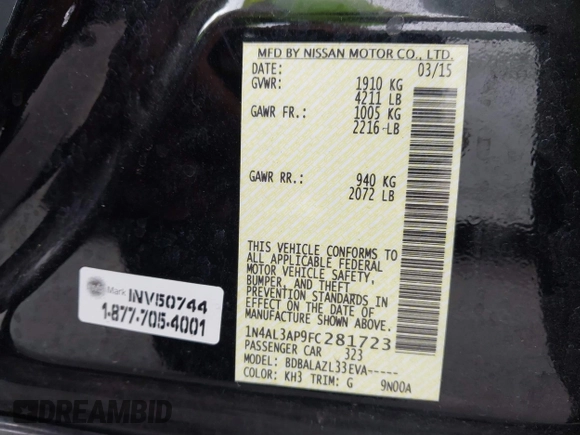 MFD BY NISSAN MOTOR CO., LTD.
DATE: 03/15
GVWR: 1910 KG
4211 LB
GAWR FR.: 1005 KG
2216 LB
GAWR RR.: 940 KG
2072 LB
THIS VEHICLE CONFORMS TO
ALL APPLICABLE FEDERAL
MOTOR VEHICLE SAFETY,
BUMPER, AND THEFT
PREVENTION STANDARDS
IN EFFECT ON THE DATE OF
MANUFACTURE SHOWN ABOVE.
1N4AL3AP9FC281723
PASSENGER CAR 323
MODEL: BDBALAZL33EVA-----
COLOR: KH3 TRIM: G 9N00A
Mark INV50744
1-877-705-4001
DREAMBID